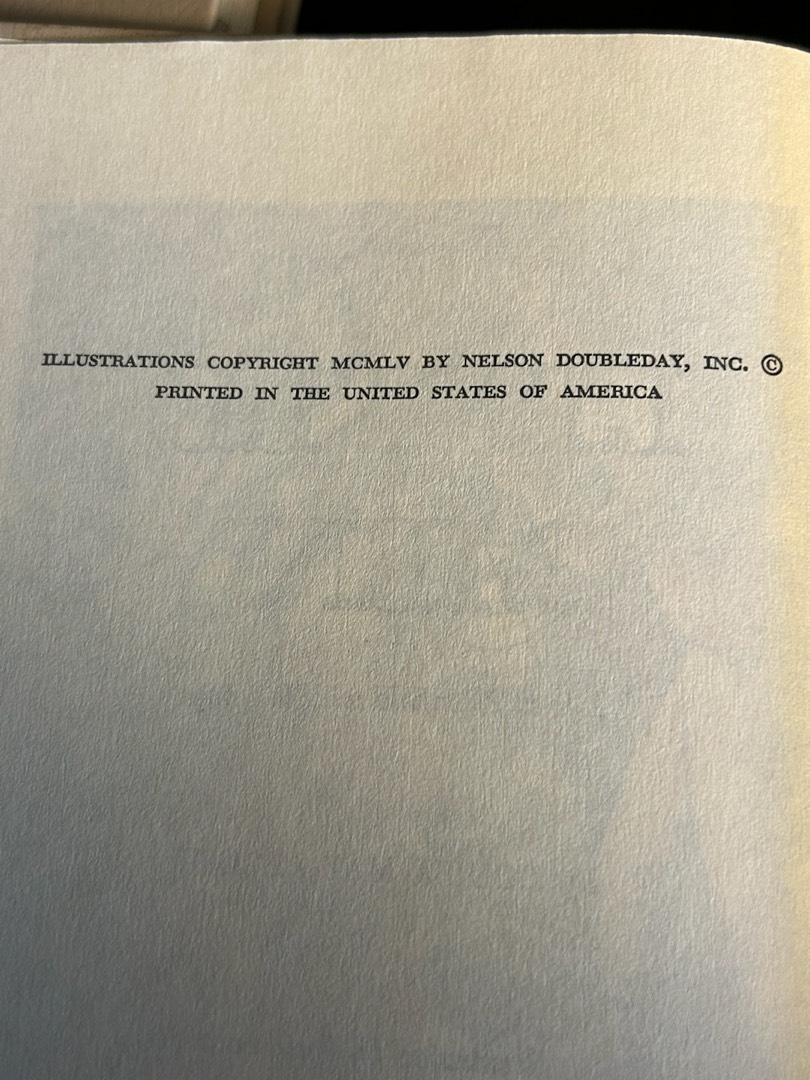 ILLUSTRATIONS COPYRIGHT MCMLV BY NELSON DOUBLEDAY, INC. ©
PRINTED IN THE UNITED STATES OF AMERICA